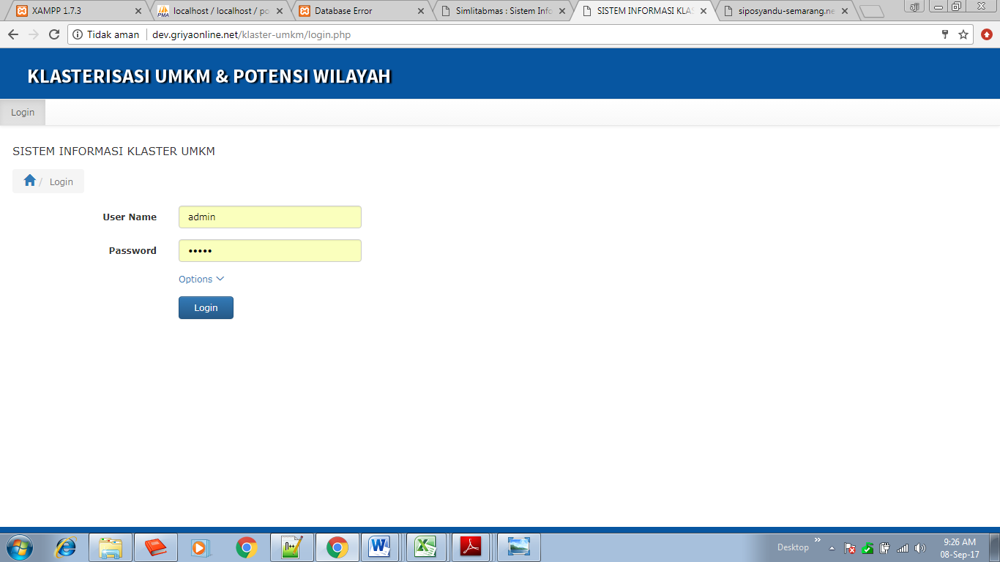 XAMPP 1.7.3
localhost / localhost / po
Database Error
Simlitabmas : Sistem Info
SISTEM INFORMASI KLAS
siposyandu-semarang.ne
aji
Tidak aman
dev.griyaonline.net/klaster-umkm/login.php
KLASTERISASI UMKM & POTENSI WILAYAH
Login
SISTEM INFORMASI KLASTER UMKM
/ Login
User Name admin
Password •••••
Options
Login
Desktop
9:26 AM
08-Sep-17